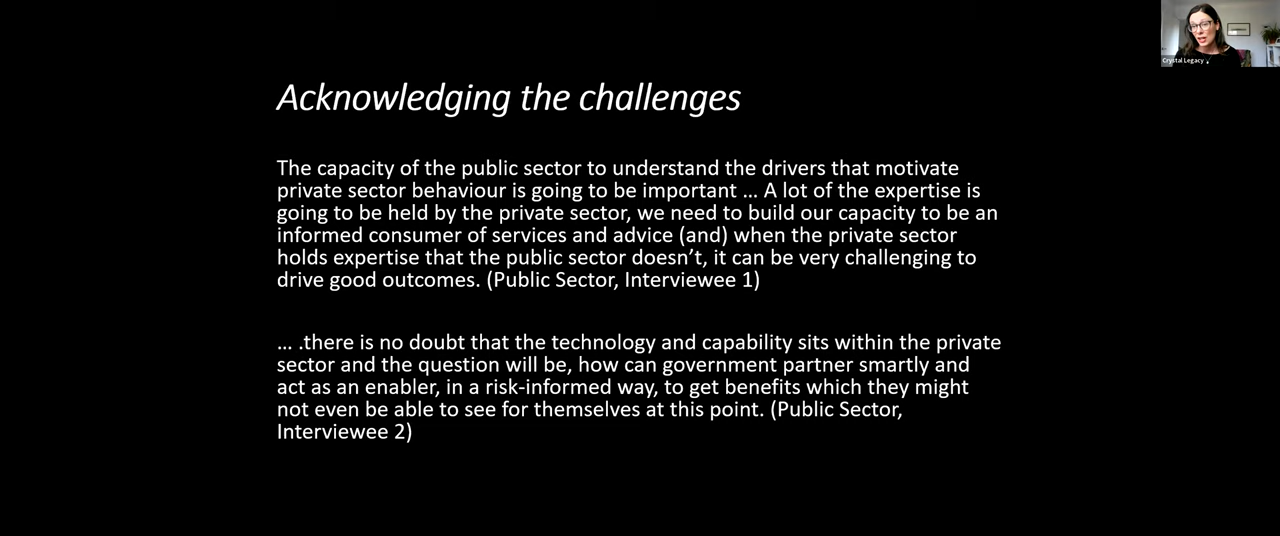 Crystal Legacy
Acknowledging the challenges
The capacity of the public sector to understand the drivers that motivate
private sector behaviour is going to be important … A lot of the expertise is
going to be held by the private sector, we need to build our capacity to be an
informed consumer of services and advice (and) when the private sector
holds expertise that the public sector doesn’t, it can be very challenging to
drive good outcomes. (Public Sector, Interviewee 1)
… .there is no doubt that the technology and capability sits within the private
sector and the question will be, how can government partner smartly and
act as an enabler, in a risk-informed way, to get benefits which they might
not even be able to see for themselves at this point. (Public Sector,
Interviewee 2)